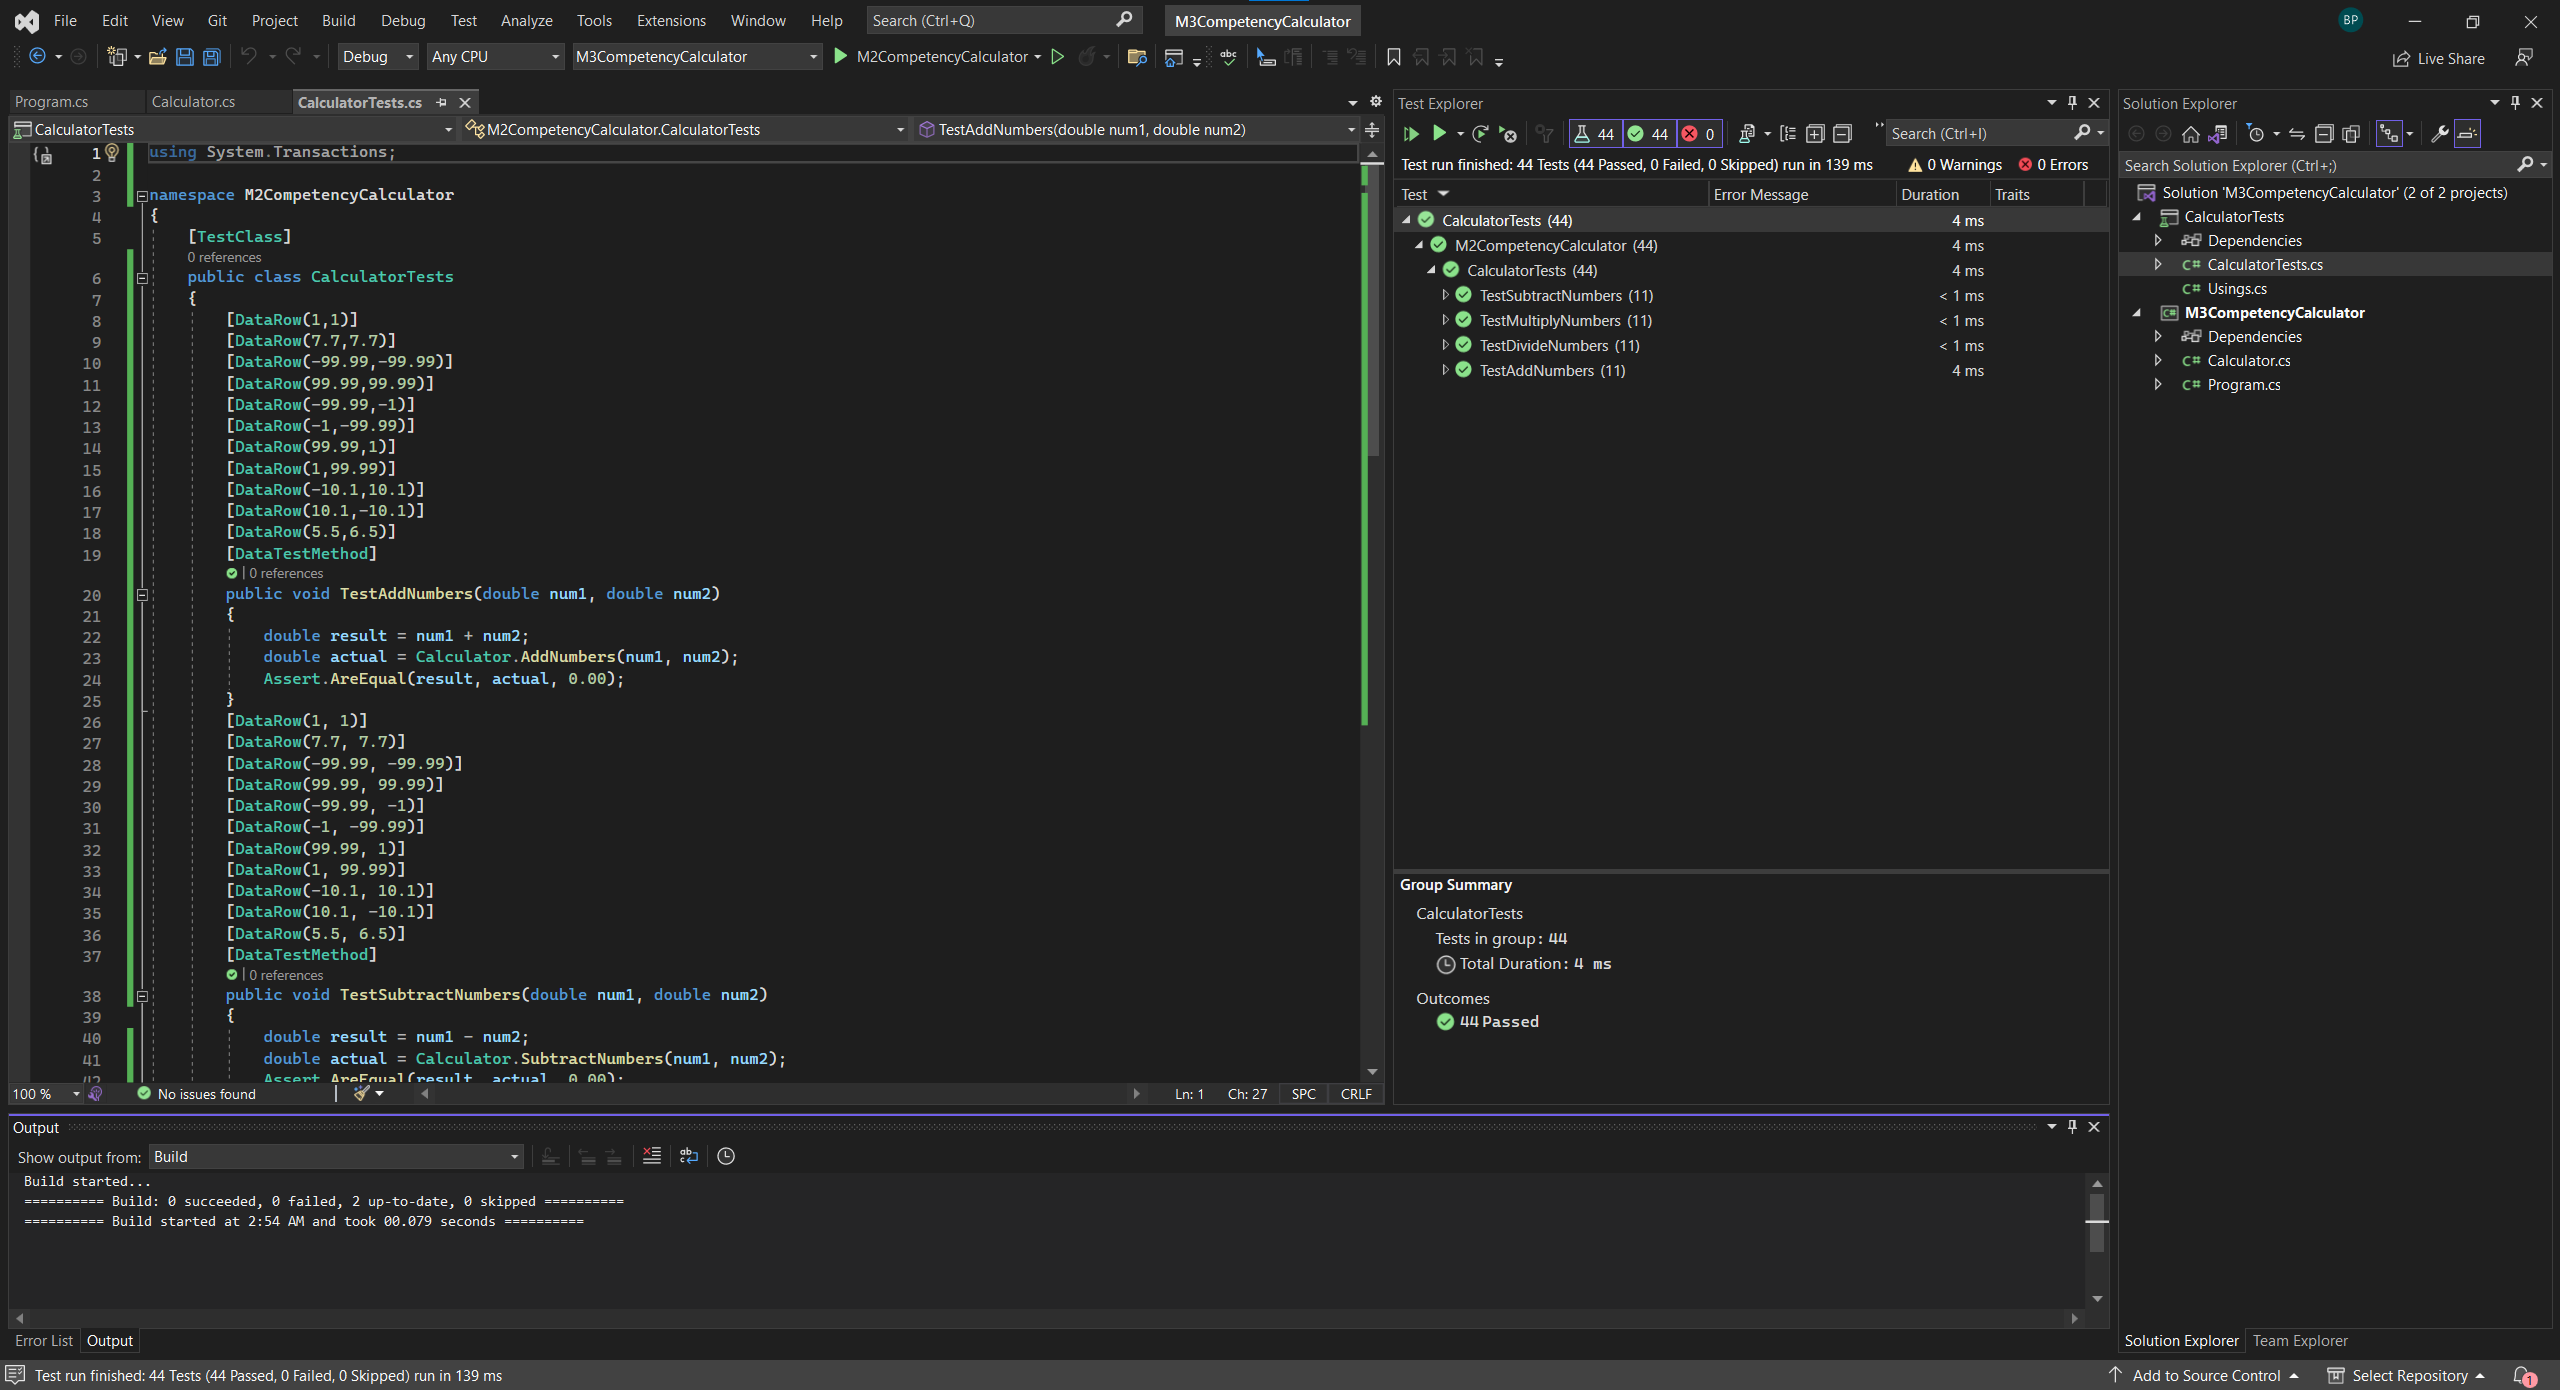 File Edit View Git Project Build Debug Test Analyze Tools Extensions Window Help Search (Ctrl+Q) M3CompetencyCalculator BP
Debug Any CPU M3CompetencyCalculator M2CompetencyCalculator Live Share
Program.cs Calculator.cs CalculatorTests.cs
CalculatorTests M2CompetencyCalculator.CalculatorTests TestAddNumbers(double num1, double num2)
1 using System.Transactions;
2
3 namespace M2CompetencyCalculator
4 {
5 [TestClass]
0 references
6 public class CalculatorTests
7 {
8 [DataRow(1,1)]
9 [DataRow(7.7,7.7)]
10 [DataRow(-99.99,-99.99)]
11 [DataRow(99.99,99.99)]
12 [DataRow(-99.99,-1)]
13 [DataRow(-1,-99.99)]
14 [DataRow(99.99,1)]
15 [DataRow(1,99.99)]
16 [DataRow(-10.1,10.1)]
17 [DataRow(10.1,-10.1)]
18 [DataRow(5.5,6.5)]
19 [DataTestMethod]
| 0 references
20 public void TestAddNumbers(double num1, double num2)
21 {
22 double result = num1 + num2;
23 double actual = Calculator.AddNumbers(num1, num2);
24 Assert.AreEqual(result, actual, 0.00);
25 }
26 [DataRow(1, 1)]
27 [DataRow(7.7, 7.7)]
28 [DataRow(-99.99, -99.99)]
29 [DataRow(99.99, 99.99)]
30 [DataRow(-99.99, -1)]
31 [DataRow(-1, -99.99)]
32 [DataRow(99.99, 1)]
33 [DataRow(1, 99.99)]
34 [DataRow(-10.1, 10.1)]
35 [DataRow(10.1, -10.1)]
36 [DataRow(5.5, 6.5)]
37 [DataTestMethod]
| 0 references
38 public void TestSubtractNumbers(double num1, double num2)
39 {
40 double result = num1 - num2;
41 double actual = Calculator.SubtractNumbers(num1, num2);
42 Assert.AreEqual(result, actual, 0.00);
100 % No issues found Ln: 1 Ch: 27 SPC CRLF
Test Explorer
44 44 0 Search (Ctrl+I)
Test run finished: 44 Tests (44 Passed, 0 Failed, 0 Skipped) run in 139 ms 0 Warnings 0 Errors
Test Error Message Duration Traits
CalculatorTests (44) 4 ms
M2CompetencyCalculator (44) 4 ms
CalculatorTests (44) 4 ms
TestSubtractNumbers (11) < 1 ms
TestMultiplyNumbers (11) < 1 ms
TestDivideNumbers (11) < 1 ms
TestAddNumbers (11) 4 ms
Group Summary
CalculatorTests
Tests in group: 44
Total Duration: 4 ms
Outcomes
44 Passed
Solution Explorer
Search Solution Explorer (Ctrl+;)
Solution 'M3CompetencyCalculator' (2 of 2 projects)
CalculatorTests
Dependencies
C# CalculatorTests.cs
C# Usings.cs
C# M3CompetencyCalculator
Dependencies
C# Calculator.cs
C# Program.cs
Output
Show output from: Build
Build started...
========== Build: 0 succeeded, 0 failed, 2 up-to-date, 0 skipped ==========
========== Build started at 2:54 AM and took 00.079 seconds ==========
Error List Output
Solution Explorer Team Explorer
Test run finished: 44 Tests (44 Passed, 0 Failed, 0 Skipped) run in 139 ms Add to Source Control Select Repository 1